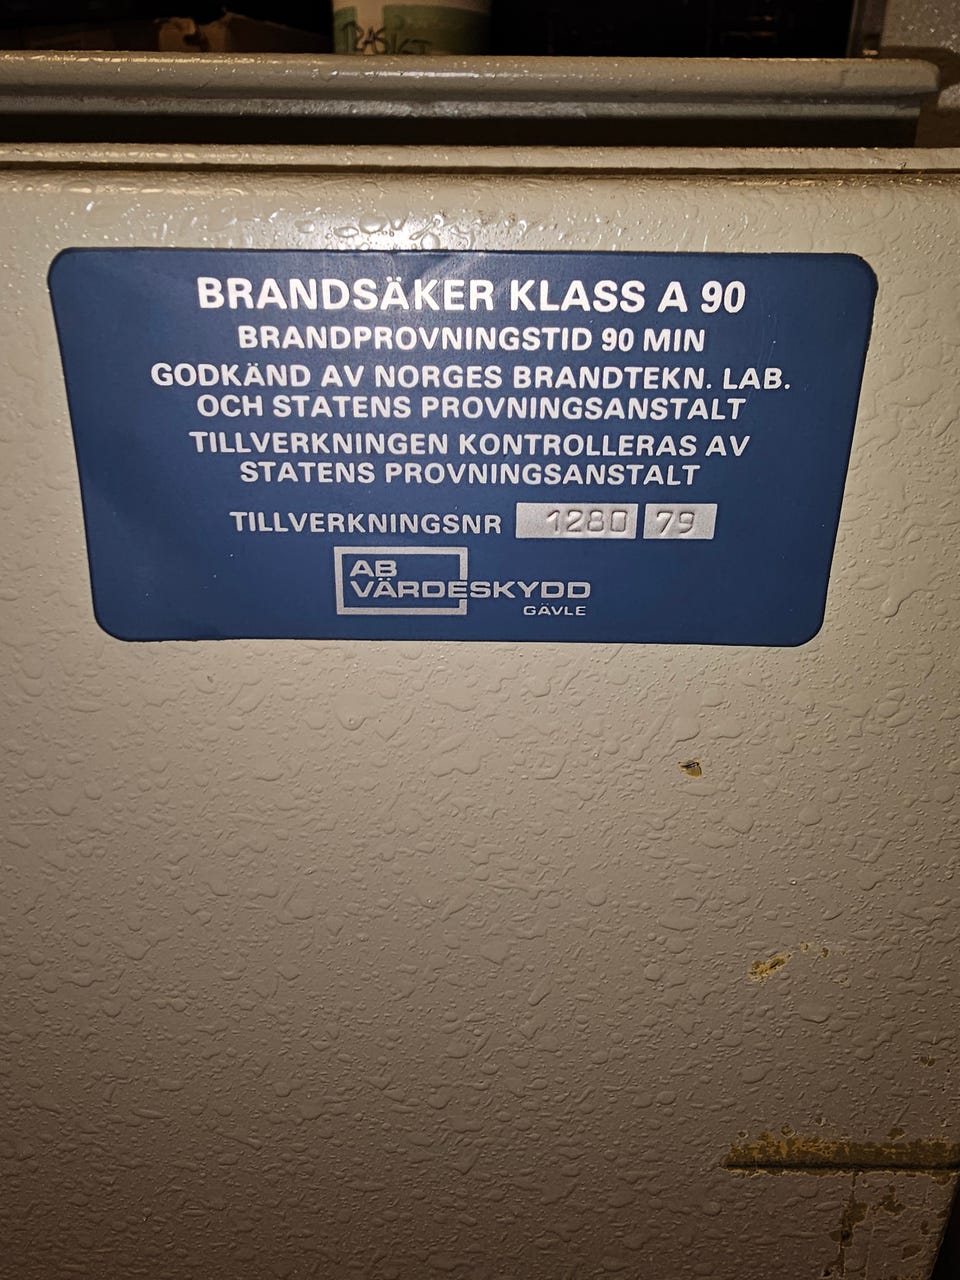 BRANDSÄKER KLASS A 90
BRANDPROVNINGSTID 90 MIN
GODKÄND AV NORGES BRANDTEKN. LAB.
OCH STATENS PROVNINGSANSTALT
TILLVERKNINGEN KONTROLLERAS AV
STATENS PROVNINGSANSTALT
TILLVERKNINGSNR 1280 79
AB
VÄRDESKYDD
GÄVLE